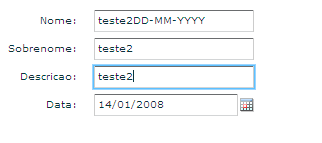 Nome: teste2DD-MM-YYYY
Sobrenome: teste2
Descricao: teste2
Data: 14/01/2008